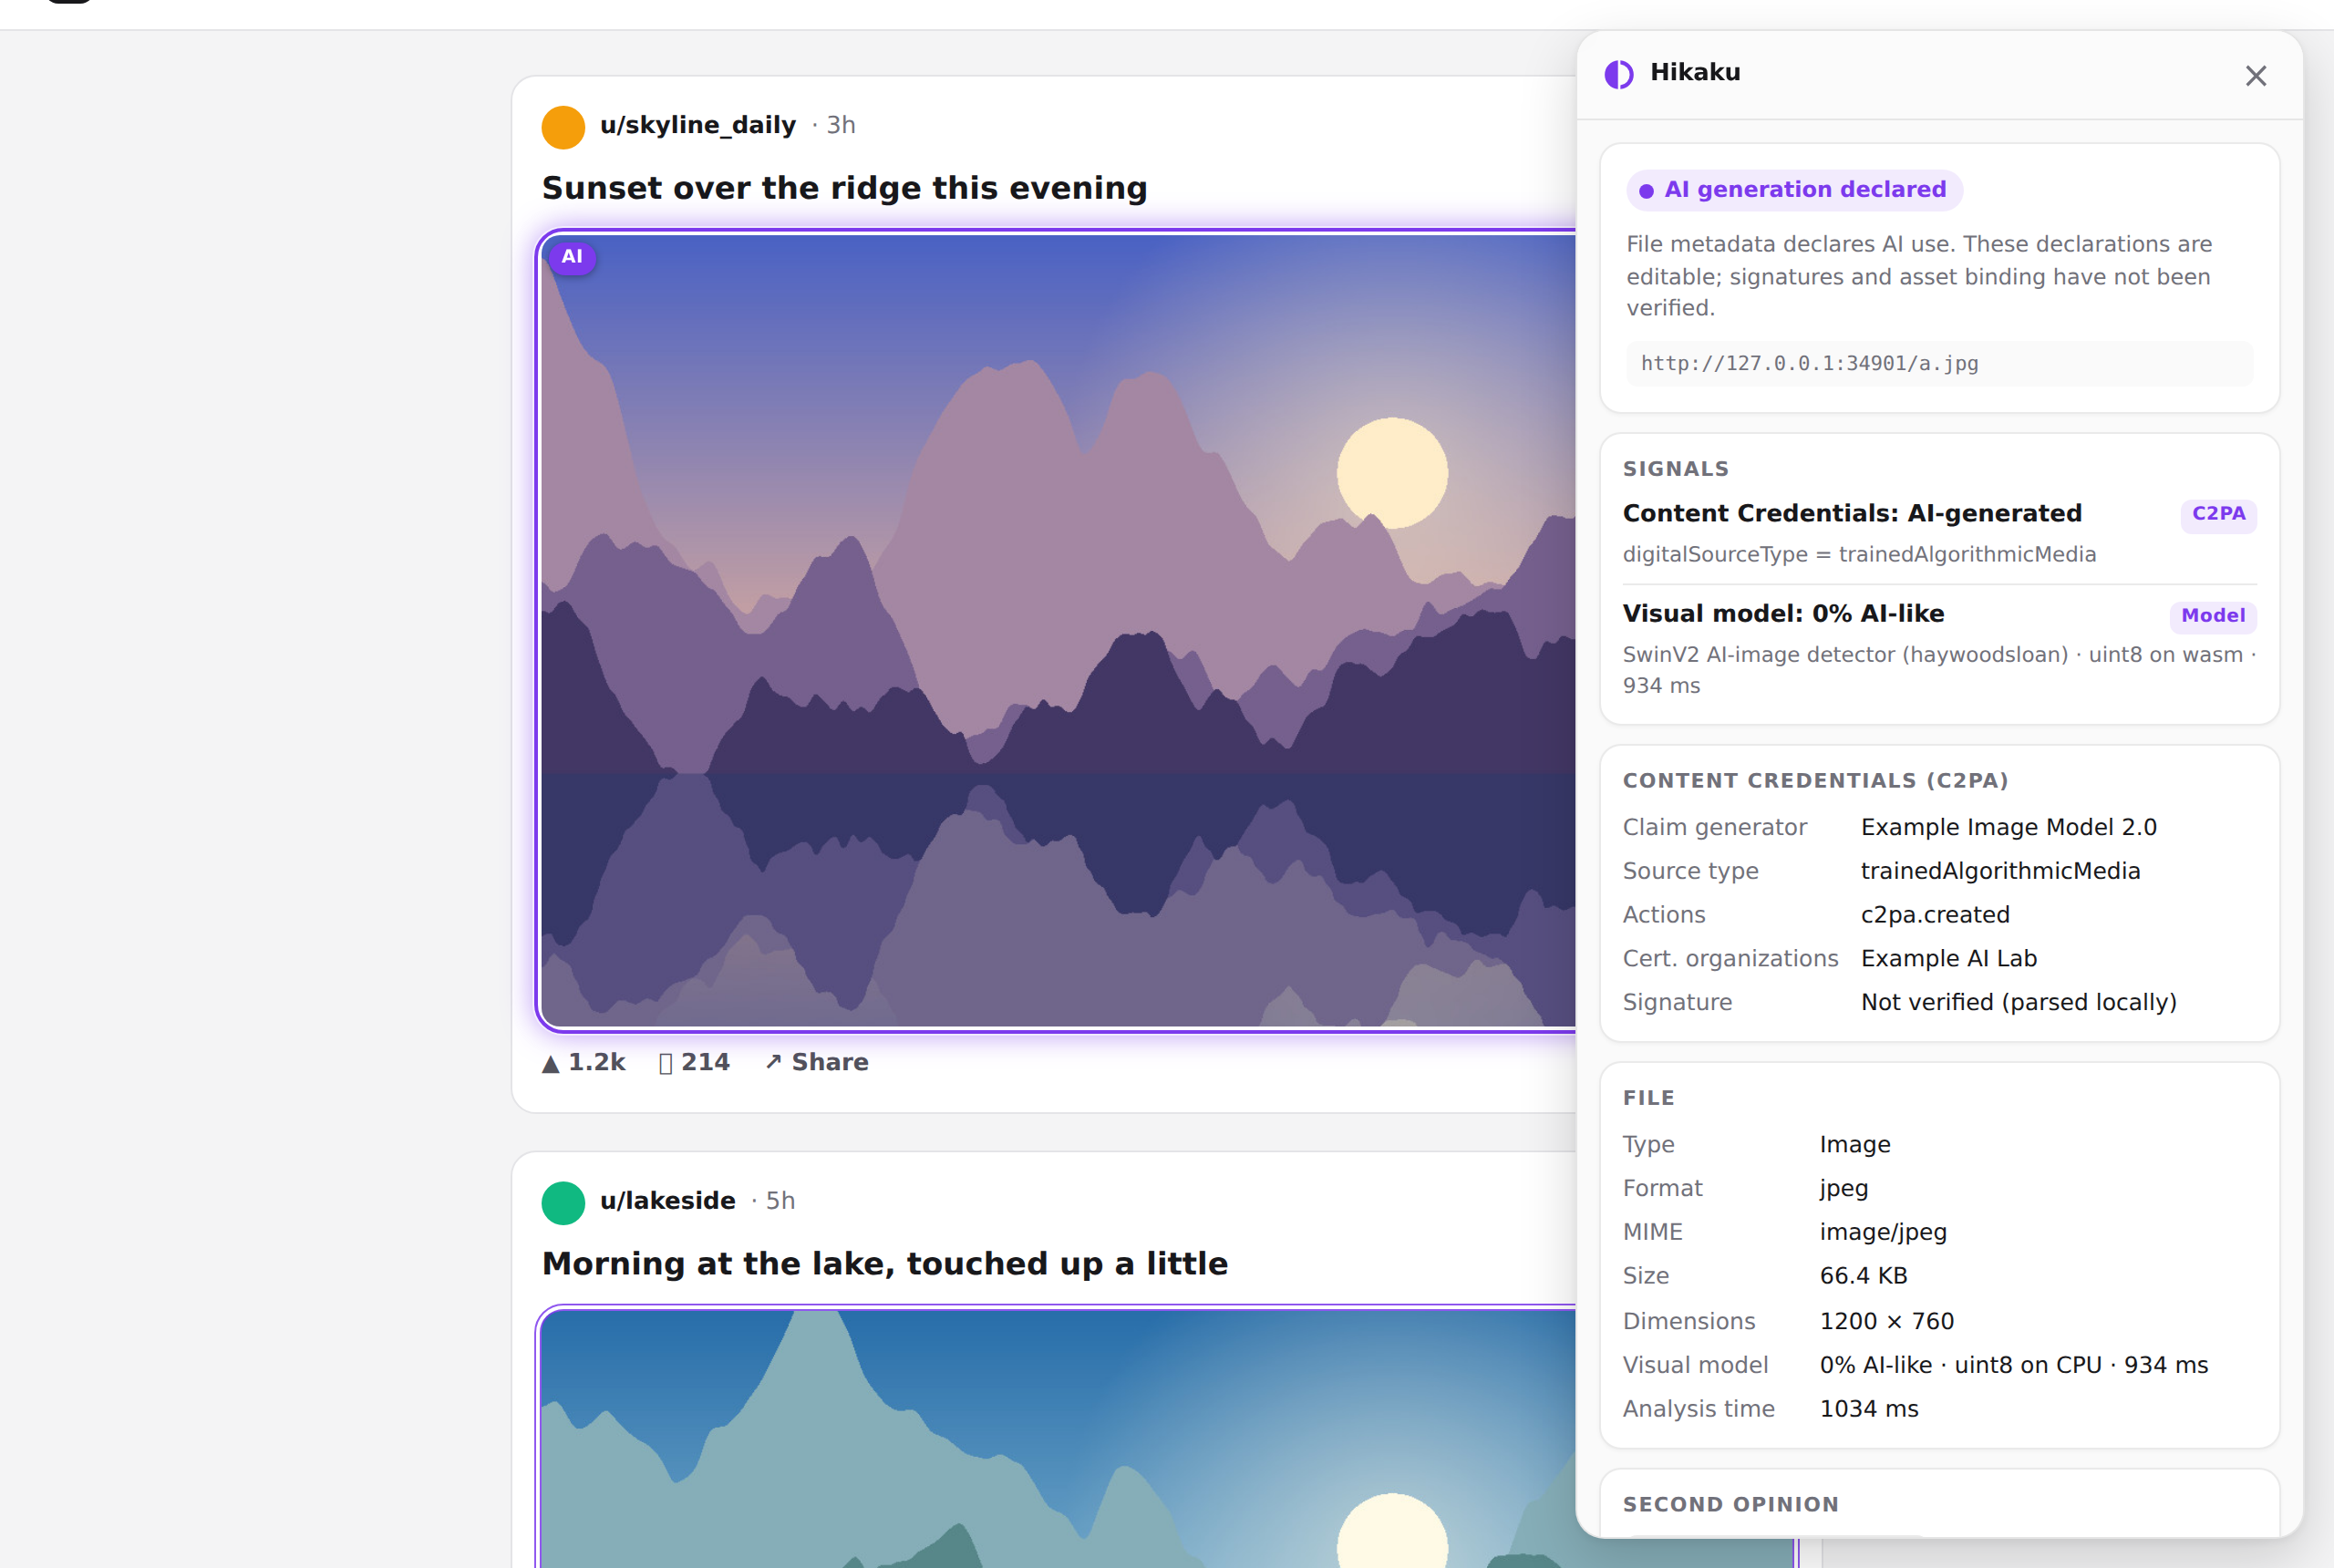 u/skyline_daily · 3h
Sunset over the ridge this evening
AI
▲ 1.2k 214 ↗ Share
u/lakeside · 5h
Morning at the lake, touched up a little
Hikaku
AI generation declared
File metadata declares AI use. These declarations are
editable; signatures and asset binding have not been
verified.
http://127.0.0.1:34901/a.jpg
SIGNALS
Content Credentials: AI-generated C2PA
digitalSourceType = trainedAlgorithmicMedia
Visual model: 0% AI-like Model
SwinV2 AI-image detector (haywoodsloan) · uint8 on wasm ·
934 ms
CONTENT CREDENTIALS (C2PA)
Claim generator Example Image Model 2.0
Source type trainedAlgorithmicMedia
Actions c2pa.created
Cert. organizations Example AI Lab
Signature Not verified (parsed locally)
FILE
Type Image
Format jpeg
MIME image/jpeg
Size 66.4 KB
Dimensions 1200 × 760
Visual model 0% AI-like · uint8 on CPU · 934 ms
Analysis time 1034 ms
SECOND OPINION